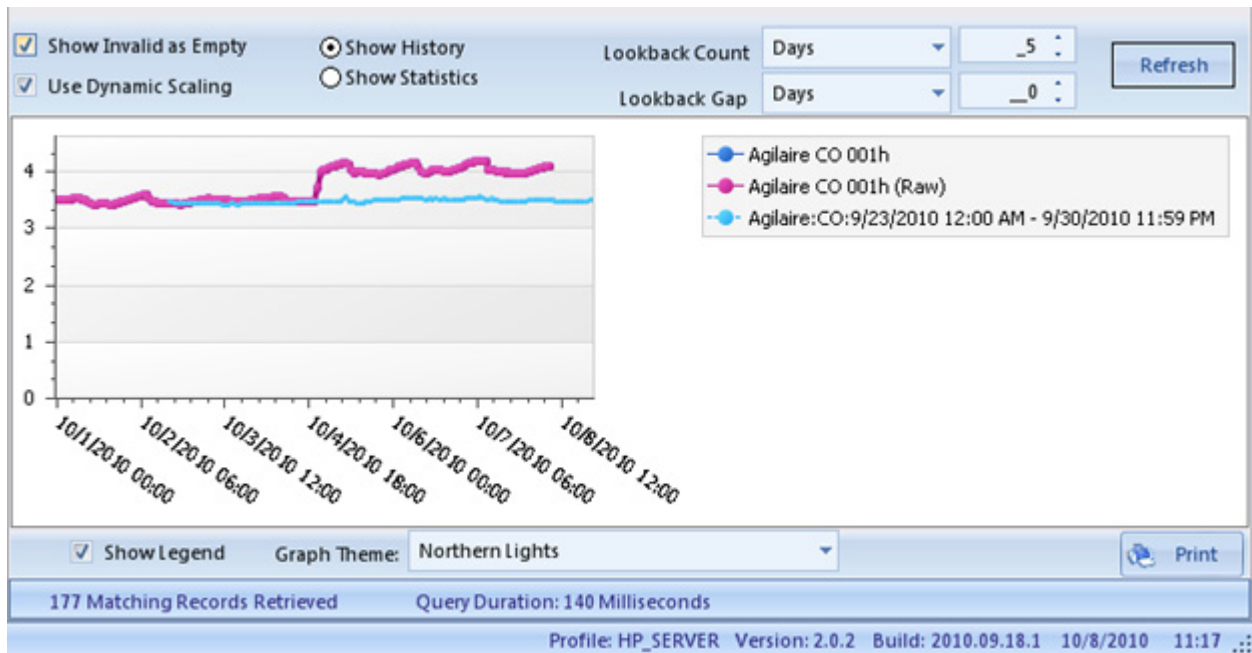 Show Invalid as Empty
Show History
Lookback Count
Days
_5
Refresh
Use Dynamic Scaling
Show Statistics
Lookback Gap
Days
__0
4
3
2
1
0
10/1/2010 00:00
10/2/2010 06:00
10/3/2010 12:00
10/4/2010 18:00
10/6/2010 00:00
10/7/2010 06:00
10/8/2010 12:00
Agilaire CO 001h
Agilaire CO 001h (Raw)
Agilaire:CO:9/23/2010 12:00 AM - 9/30/2010 11:59 PM
Show Legend
Graph Theme:
Northern Lights
Print
177 Matching Records Retrieved
Query Duration: 140 Milliseconds
Profile: HP_SERVER Version: 2.0.2 Build: 2010.09.18.1 10/8/2010 11:17